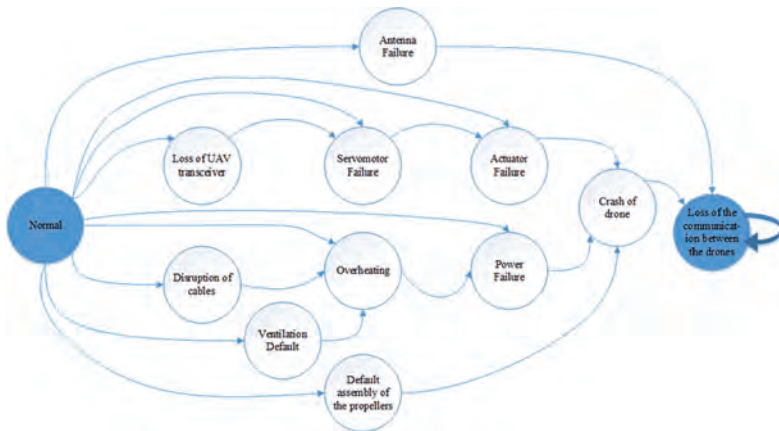 Antenna
Failure
Loss of UAV
transceiver
Servomotor
Failure
Actuator
Failure
Crash of
drone
Normal
Loss of the
communicat-
ion between
the drones
Disruption of
cables
Overheating
Power
Failure
Ventilation
Default
Default
assembly of
the propellers